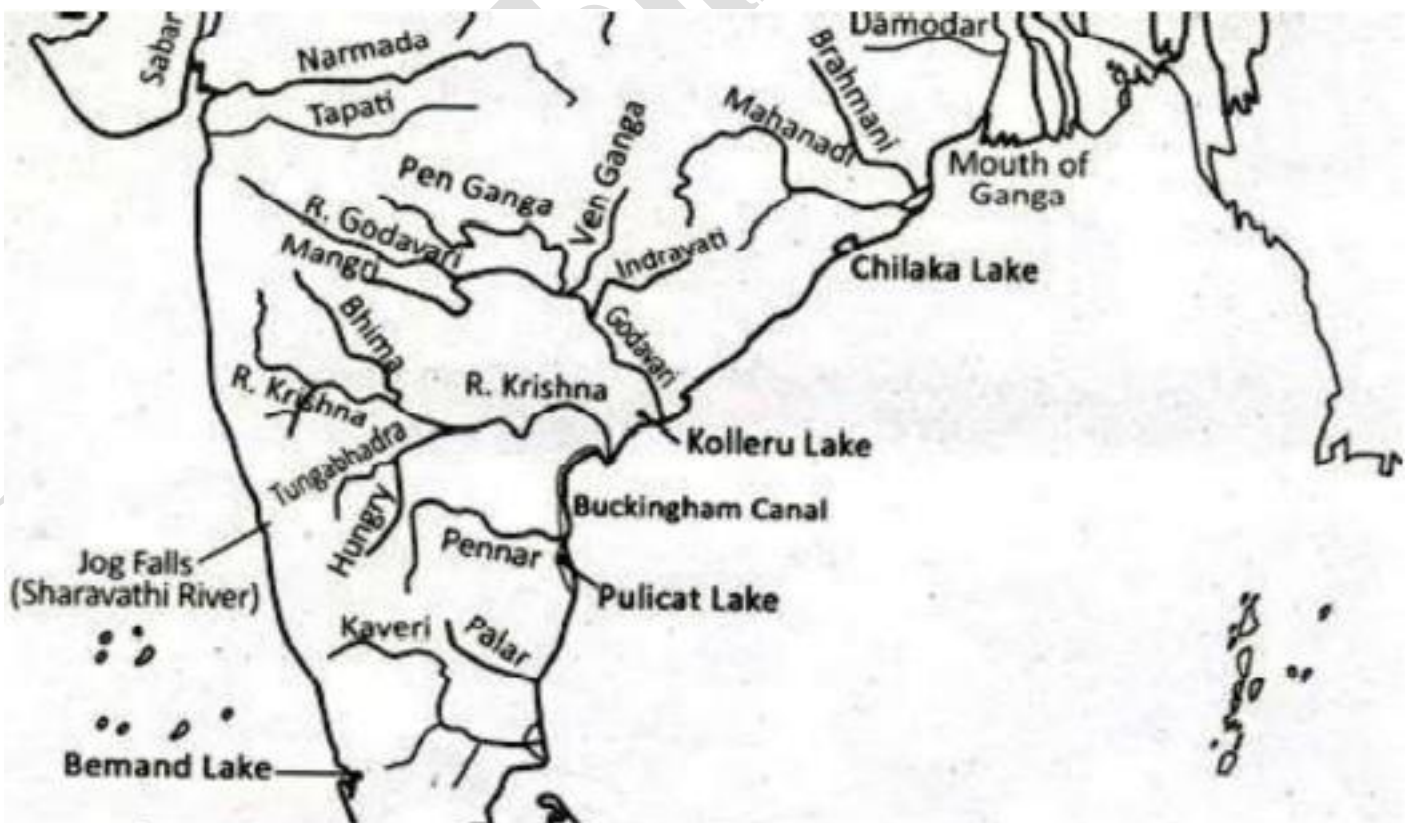 Damodar
Brahmani
Narmada
Sabar
Tapati
Mahanadi
Ven Ganga
Mouth of
Ganga
Pen Ganga
R. Godavari
Indravati
Mangri
Chilaka Lake
Bhima
Godavari
R. Krishna
R. Krishna
Tungabhadra
Kolleru Lake
Hungry
Buckingham Canal
Pennar
Jog Falls
(Sharavathi River)
Pulicat Lake
Kaveri
Palar
Bemand Lake